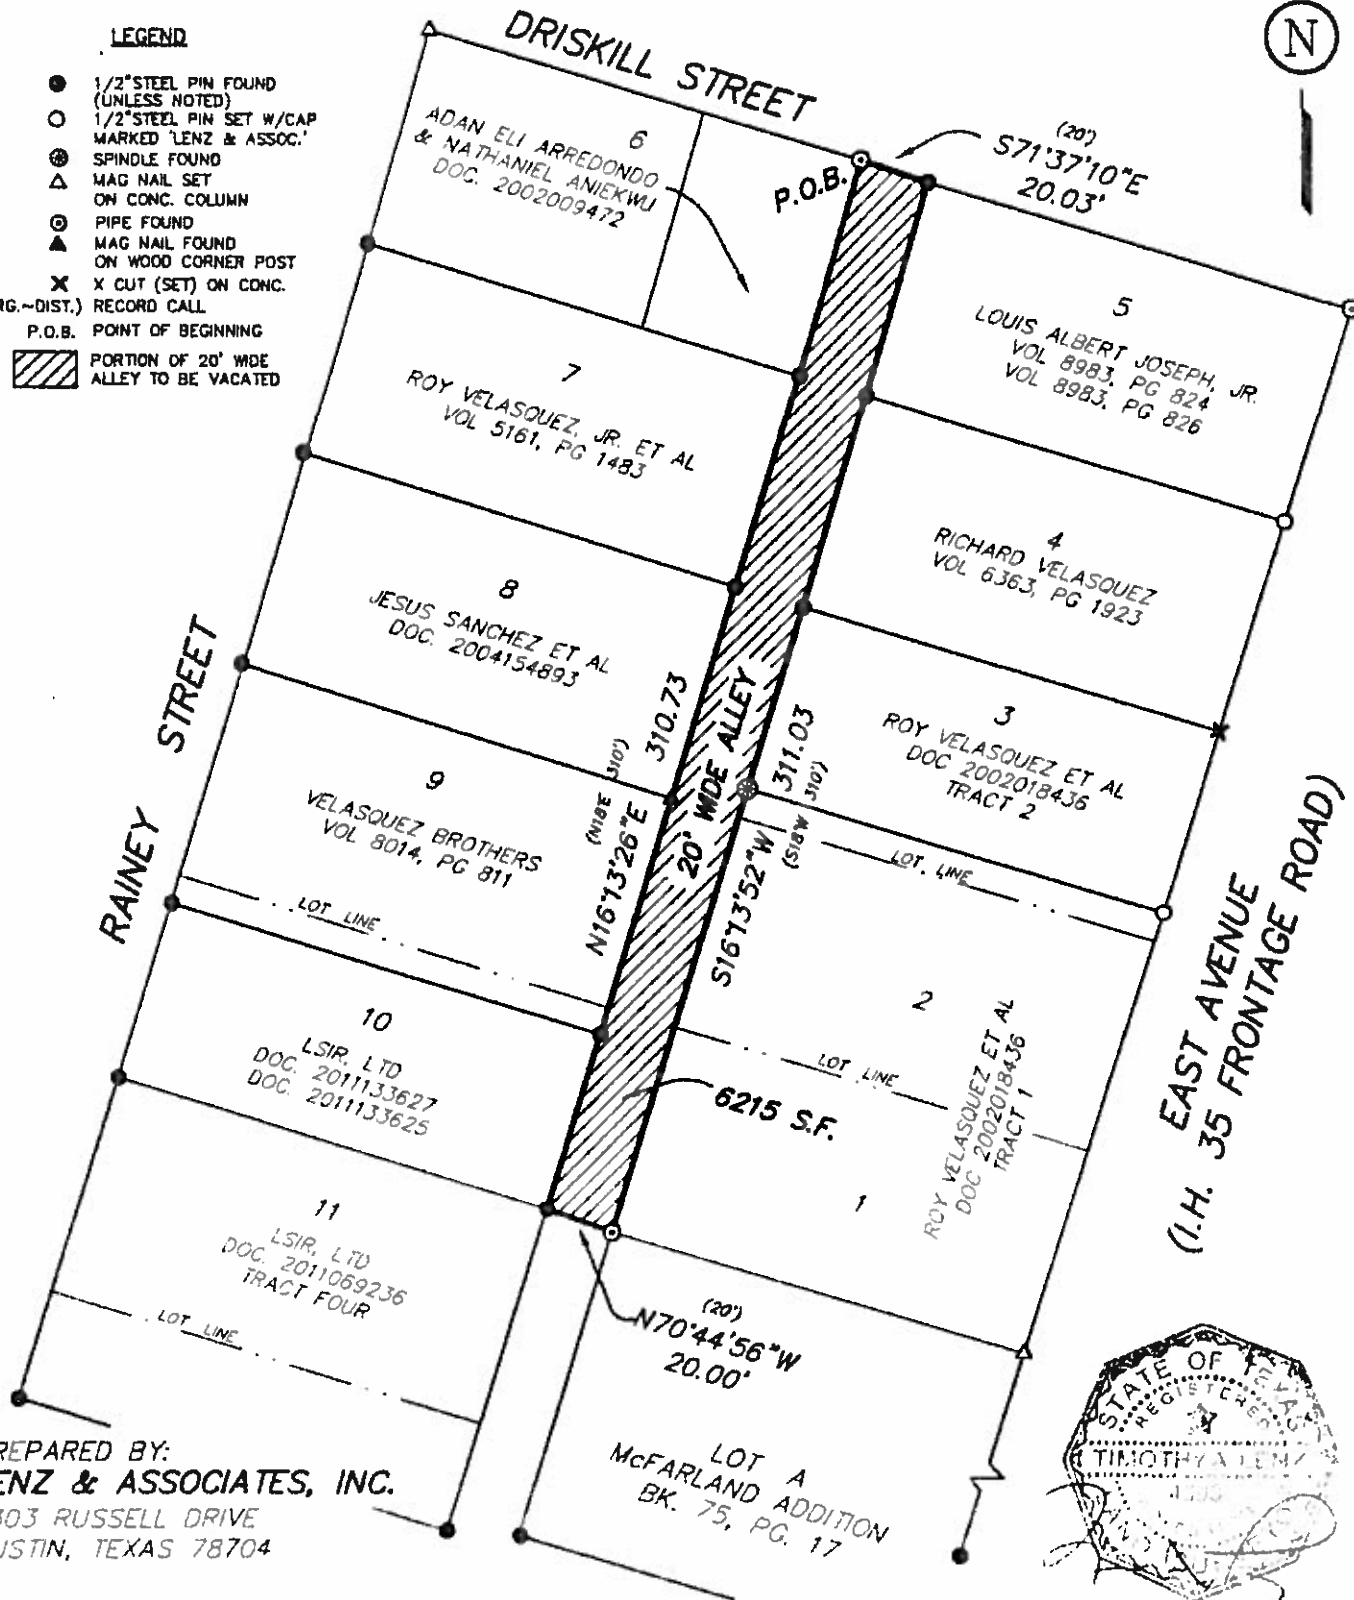 LEGEND
1/2"STEEL PIN FOUND
(UNLESS NOTED)
1/2"STEEL PIN SET W/CAP
MARKED 'LENZ & ASSOC.'
SPINDLE FOUND
MAG NAIL SET
ON CONC. COLUMN
PIPE FOUND
MAG NAIL FOUND
ON WOOD CORNER POST
X CUT (SET) ON CONC.
RG.~DIST.) RECORD CALL
P.O.B. POINT OF BEGINNING
PORTION OF 20' WIDE
ALLEY TO BE VACATED
DRISKILL STREET
N
(20')
S71°37'10"E
20.03'
P.O.B.
6
ADAN ELI ARREDONDO
& NATHANIEL ANIEKWU
DOC. 2002009472
5
LOUIS ALBERT JOSEPH, JR.
VOL 8983, PG 824
VOL 8983, PG 826
7
ROY VELASQUEZ, JR. ET AL
VOL 5161, PG 1483
4
RICHARD VELASQUEZ
VOL 6363, PG 1923
8
JESUS SANCHEZ ET AL
DOC. 2004154893
3
ROY VELASQUEZ ET AL
DOC 2002018436
TRACT 2
RAINEY STREET
9
VELASQUEZ BROTHERS
VOL 8014, PG 811
LOT LINE
(N18°E 310')
N16°13'26"E 310.73
20' WIDE ALLEY
S16°13'52"W 311.03
(S18°W 310')
LOT LINE
2
LOT LINE
ROY VELASQUEZ ET AL
DOC 2002018436
TRACT 1
EAST AVENUE
(I.H. 35 FRONTAGE ROAD)
10
LSIR, LTD
DOC. 2011133627
DOC. 2011133625
6215 S.F.
1
11
LSIR, LTD
DOC. 2011069236
TRACT FOUR
LOT LINE
(20')
N70°44'56"W
20.00'
LOT A
McFARLAND ADDITION
BK. 75, PG. 17
REPARED BY:
ENZ & ASSOCIATES, INC.
303 RUSSELL DRIVE
USTIN, TEXAS 78704
STATE OF TEXAS
REGISTERED
TIMOTHY A. LENZ